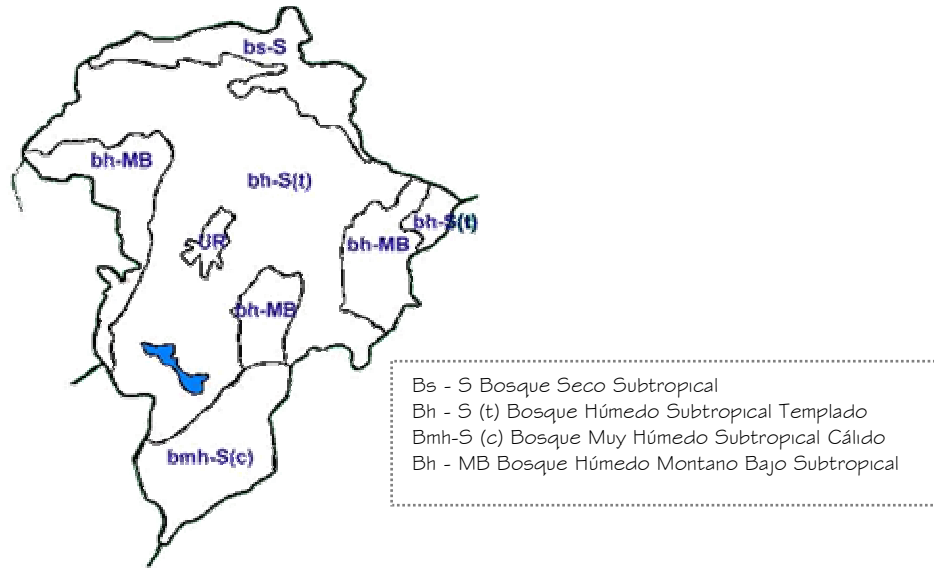 bs-S
bh-MB
bh-S(t)
bh-S(t)
UR
bh-MB
bh-MB
bmh-S(c)
Bs - S Bosque Seco Subtropical
Bh - S (t) Bosque Húmedo Subtropical Templado
Bmh-S (c) Bosque Muy Húmedo Subtropical Cálido
Bh - MB Bosque Húmedo Montano Bajo Subtropical